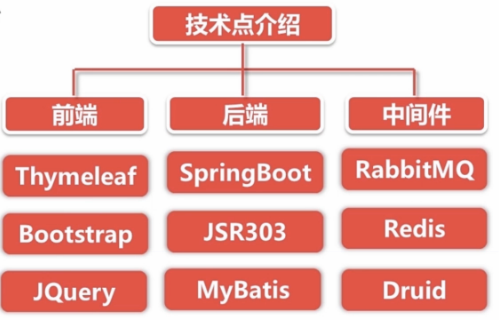 技术点介绍
前端
后端
中间件
Thymeleaf
SpringBoot
RabbitMQ
Bootstrap
JSR303
Redis
JQuery
MyBatis
Druid